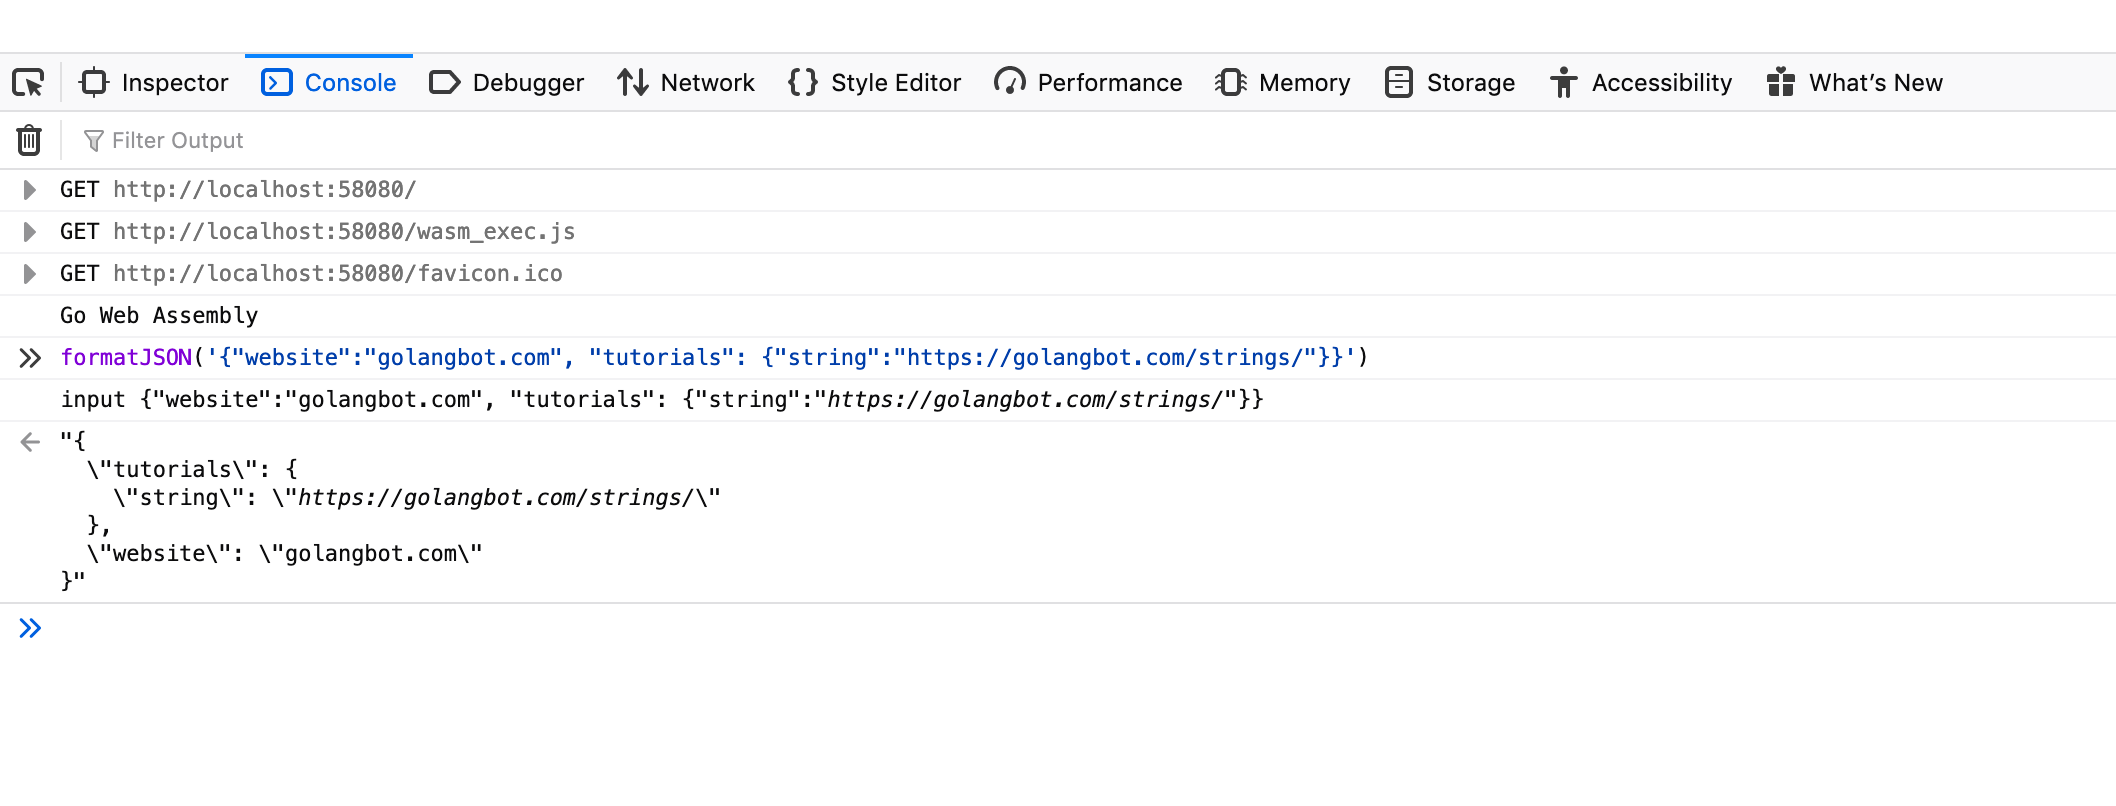 Inspector Console Debugger Network Style Editor Performance Memory Storage Accessibility What’s New
Filter Output
GET http://localhost:58080/
GET http://localhost:58080/wasm_exec.js
GET http://localhost:58080/favicon.ico
Go Web Assembly
formatJSON('{"website":"golangbot.com", "tutorials": {"string":"https://golangbot.com/strings/"}}')
input {"website":"golangbot.com", "tutorials": {"string":"https://golangbot.com/strings/"}}
"{
  \"tutorials\": {
    \"string\": \"https://golangbot.com/strings/\"
  },
  \"website\": \"golangbot.com\"
}"